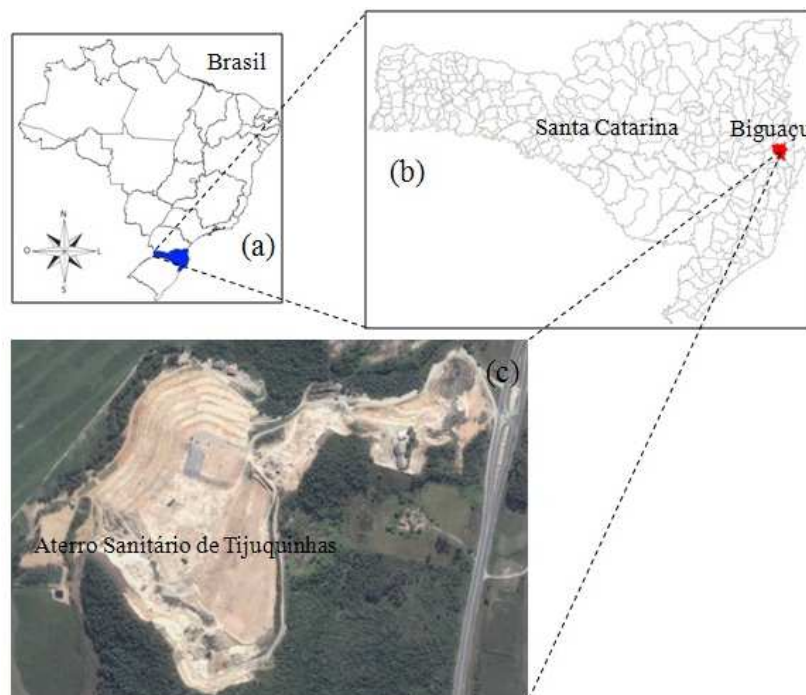 Brasil
N
O
L
S
(a)
Santa Catarina
Biguaçu
(b)
(c)
Aterro Sanitário de Tijuquinhas